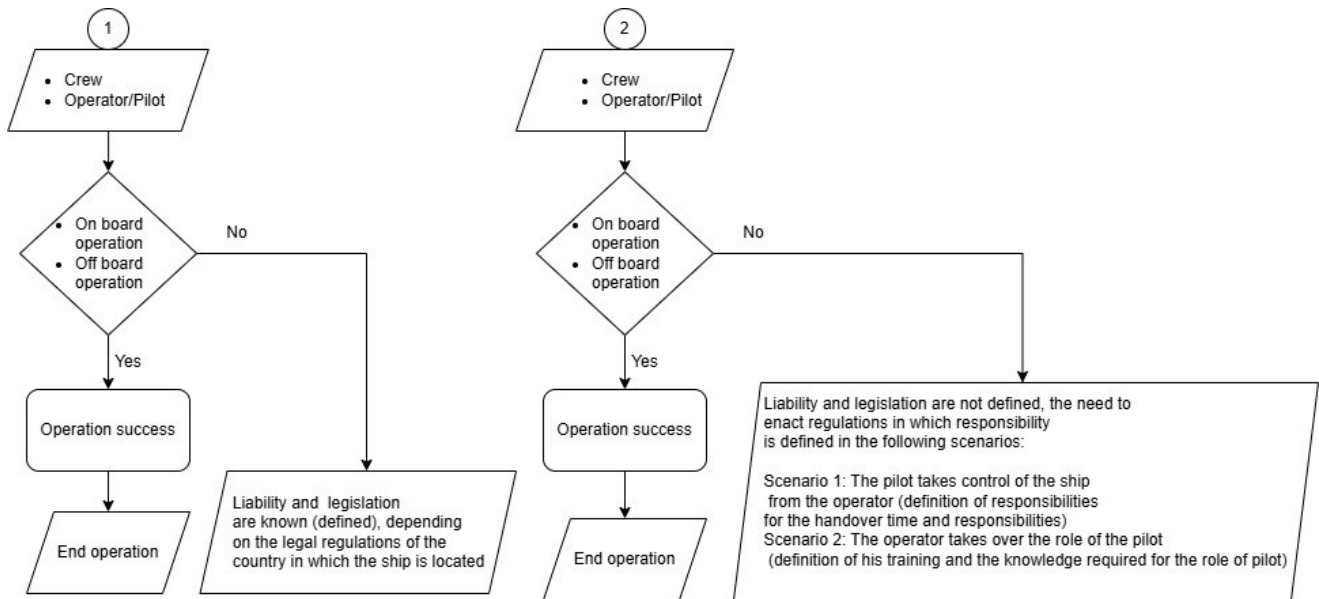 1
• Crew
• Operator/Pilot
• On board
operation
• Off board
operation
No
Yes
Operation success
End operation
Liability and legislation
are known (defined), depending
on the legal regulations of the
country in which the ship is located
2
• Crew
• Operator/Pilot
• On board
operation
• Off board
operation
No
Yes
Operation success
End operation
Liability and legislation are not defined, the need to
enact regulations in which responsibility
is defined in the following scenarios:
Scenario 1: The pilot takes control of the ship
from the operator (definition of responsibilities
for the handover time and responsibilities)
Scenario 2: The operator takes over the role of the pilot
(definition of his training and the knowledge required for the role of pilot)